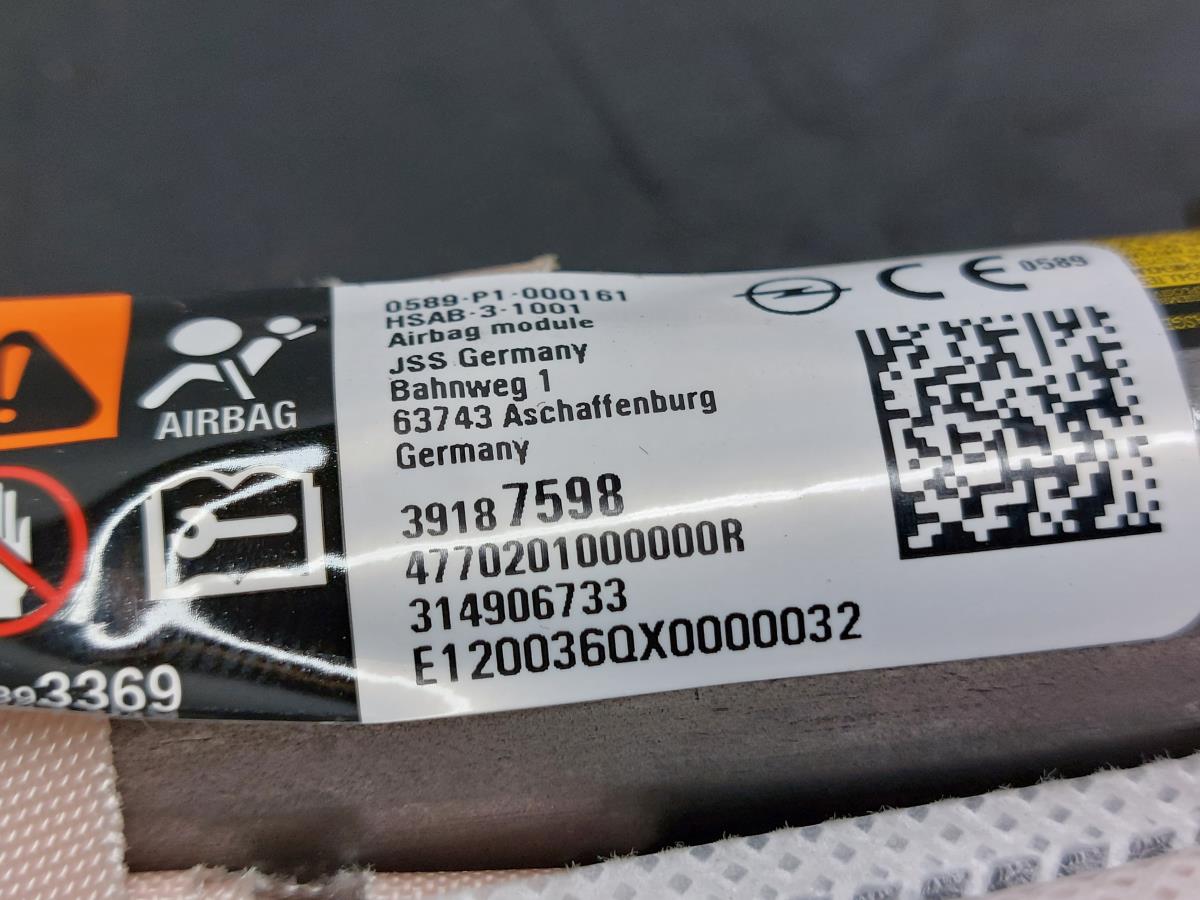 0589-P1-000161
HSAB-3-1001
Airbag module
JSS Germany
Bahnweg 1
63743 Aschaffenburg
Germany
39187598
4770201000000R
314906733
E120036QX0000032
CE 0589
AIRBAG
3369